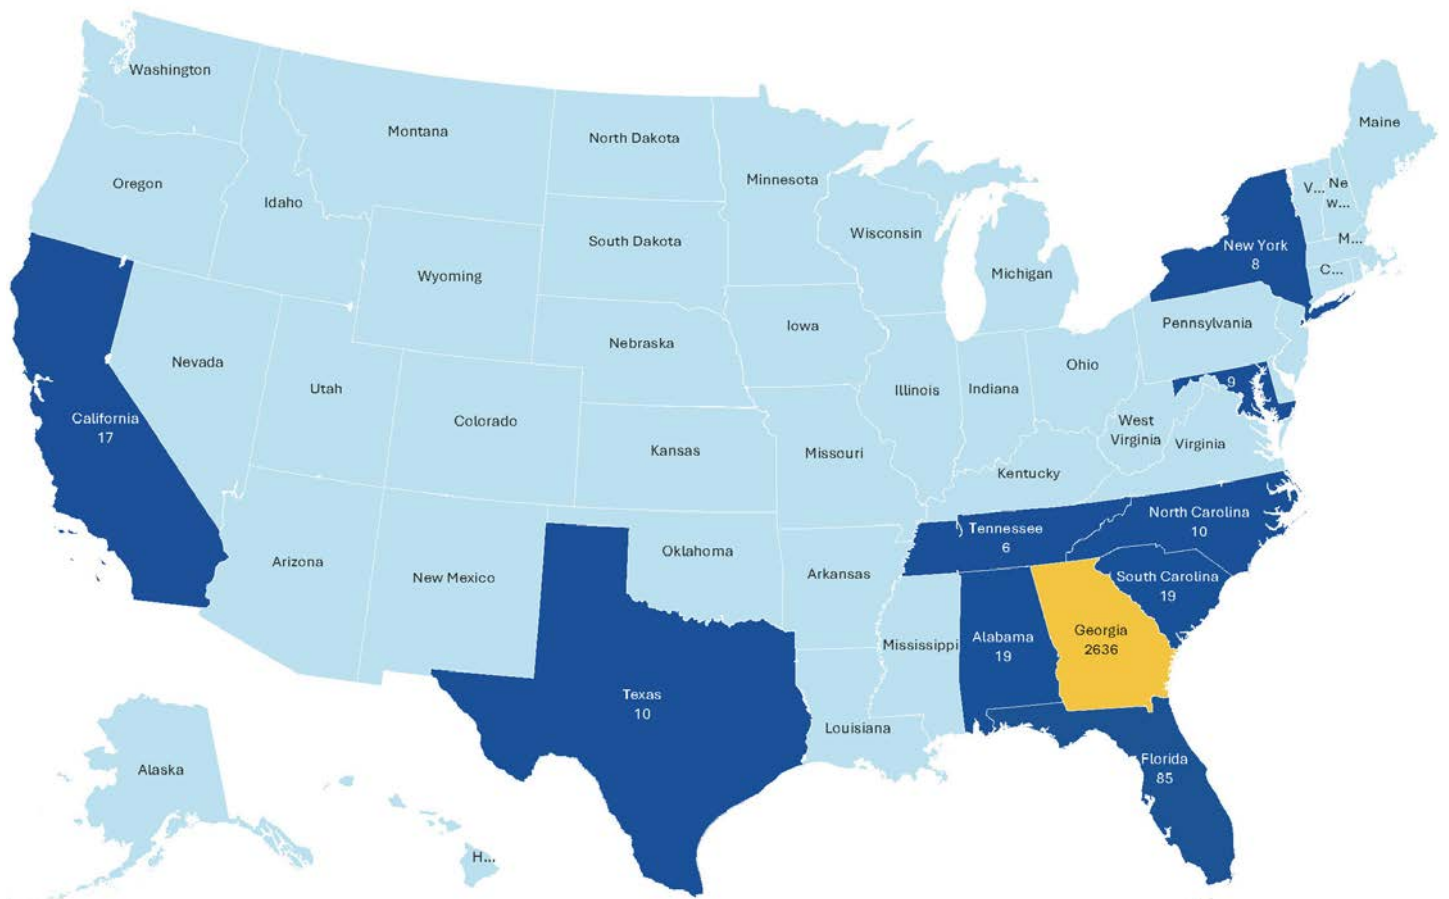 Washington
Montana
North Dakota
Minnesota
Maine
Oregon
Idaho
V...
Ne
w...
South Dakota
Wisconsin
M...
New York
8
Wyoming
Michigan
C...
Iowa
Pennsylvania
Nebraska
Nevada
Ohio
Utah
Illinois
Indiana
9
California
17
Colorado
West
Virginia
Virginia
Kansas
Missouri
Kentucky
North Carolina
10
Tennessee
6
Oklahoma
Arizona
New Mexico
Arkansas
South Carolina
19
Georgia
2636
Mississippi
Alabama
19
Texas
10
Louisiana
Florida
85
Alaska
H...